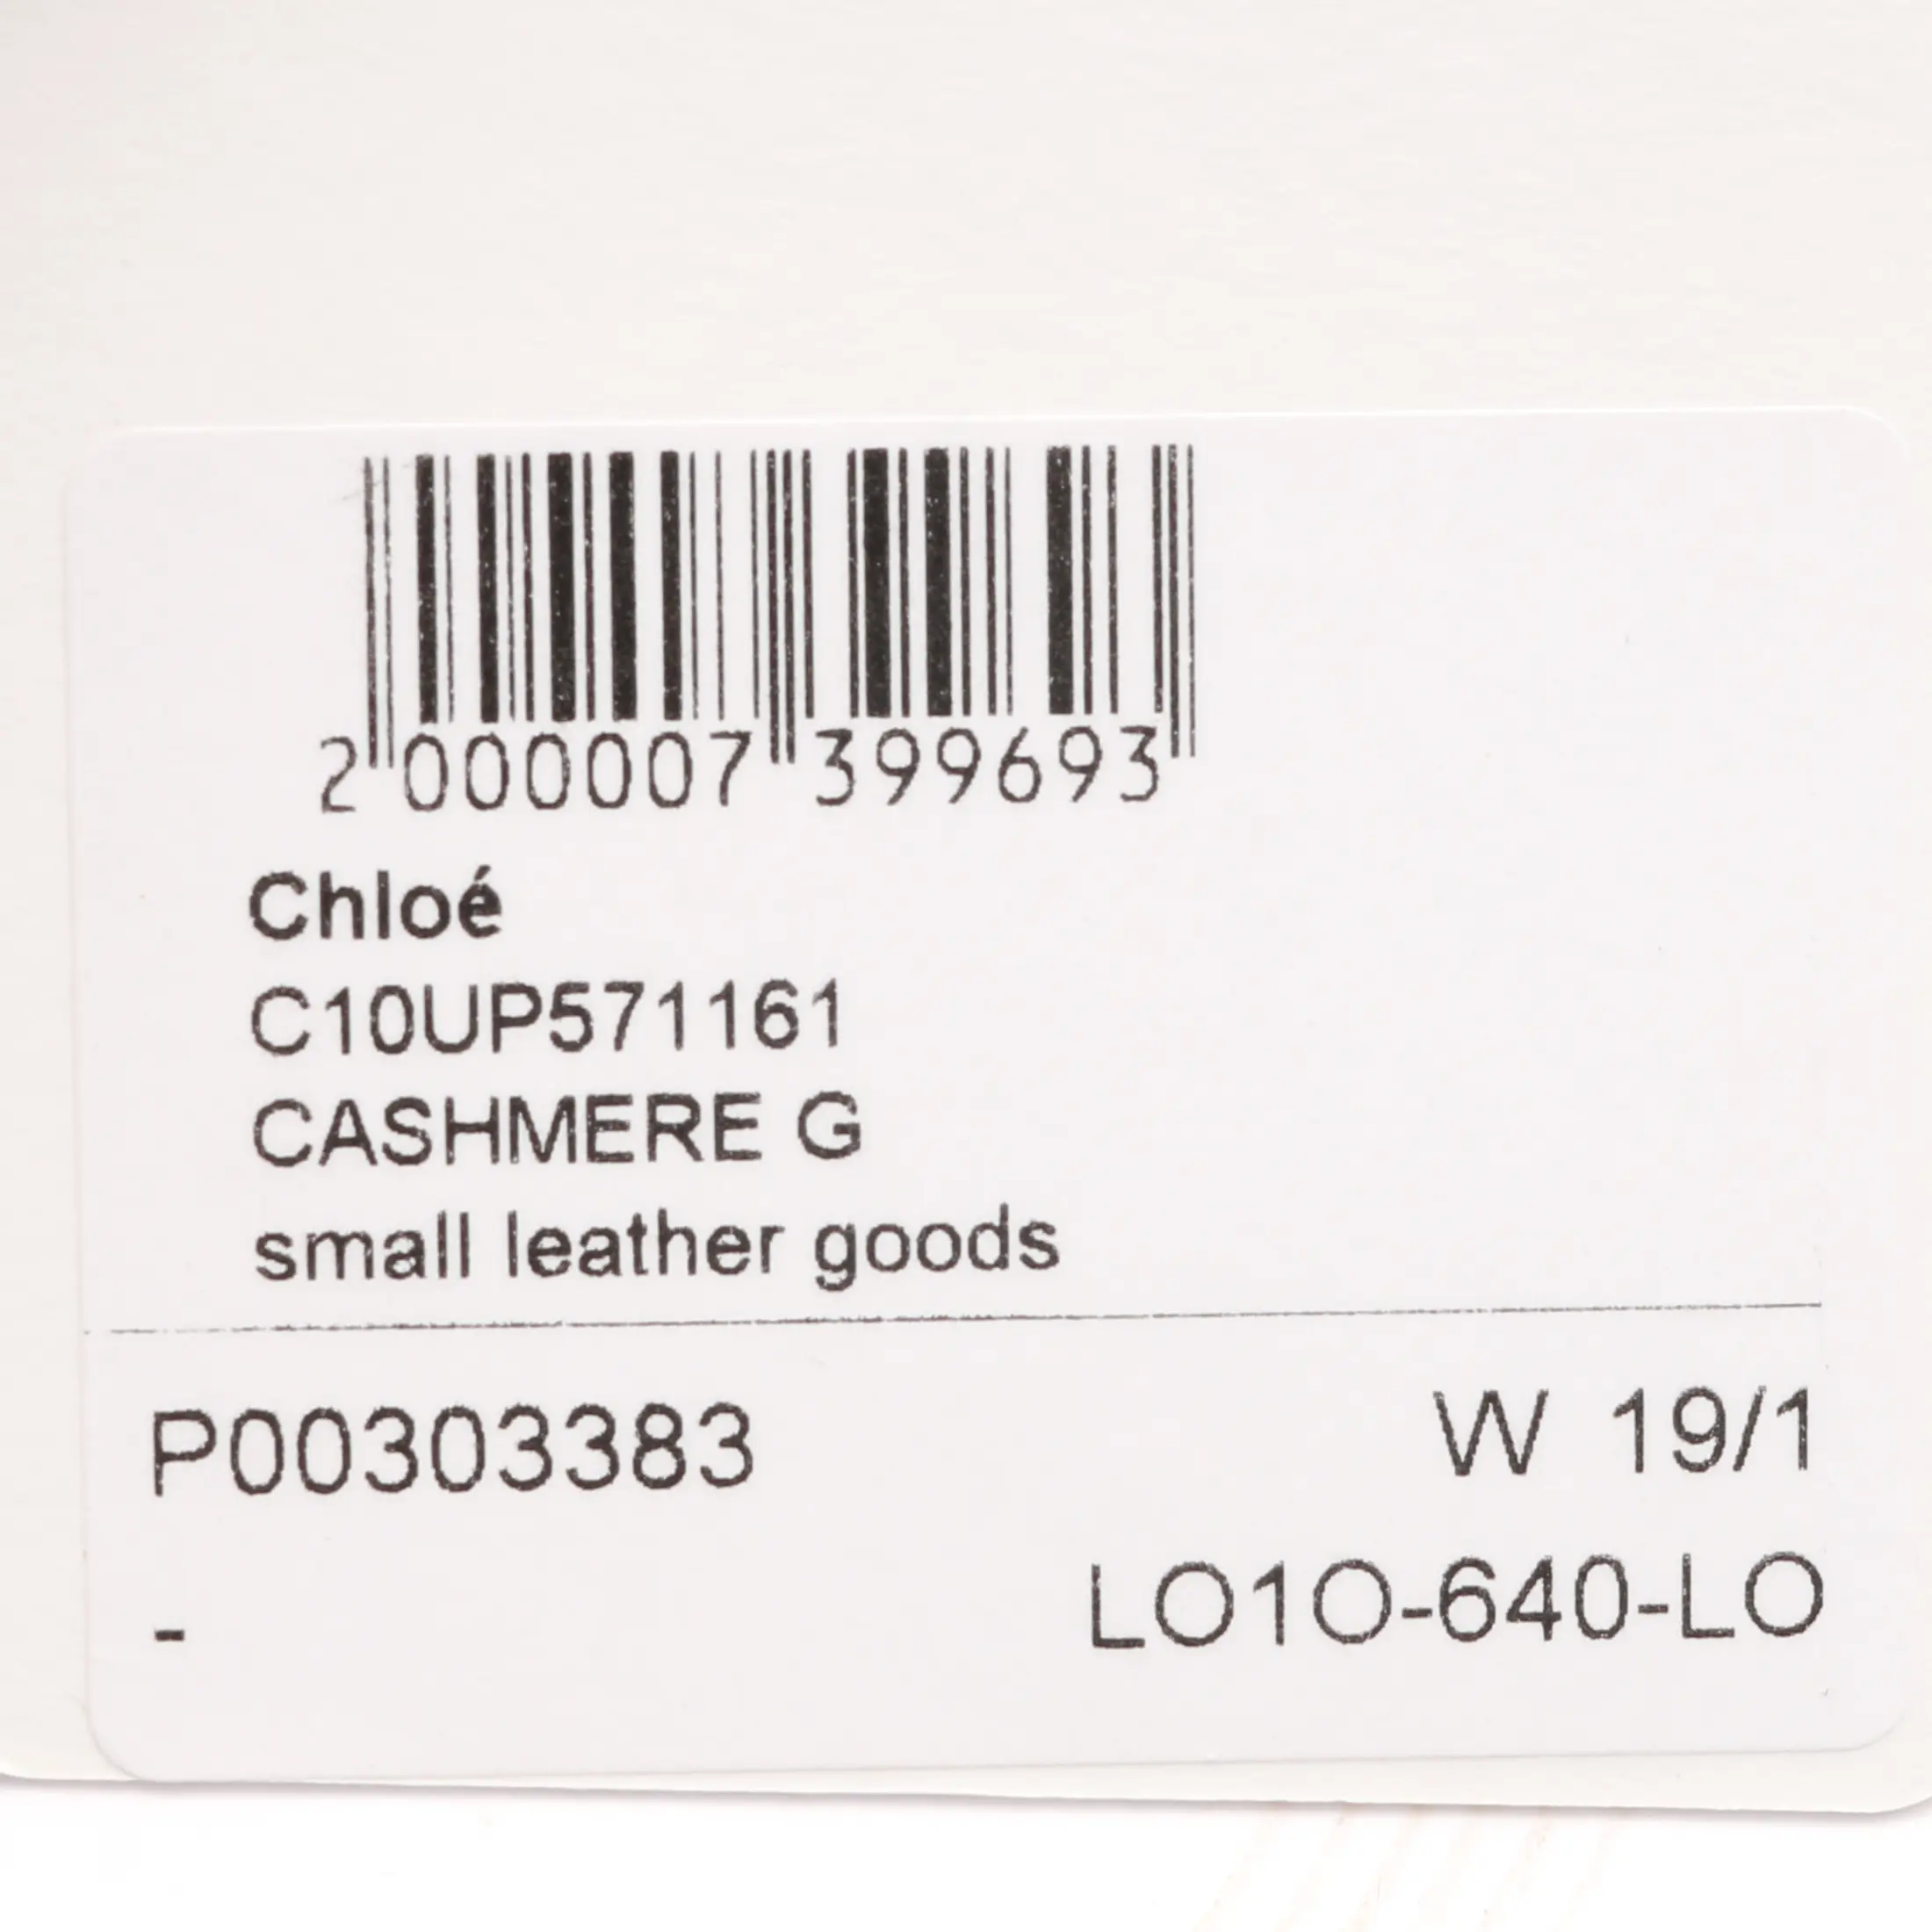 2 000007 399693
Chloé
C10UP571161
CASHMERE G
small leather goods
P00303383 W 19/1
- LO1O-640-LO